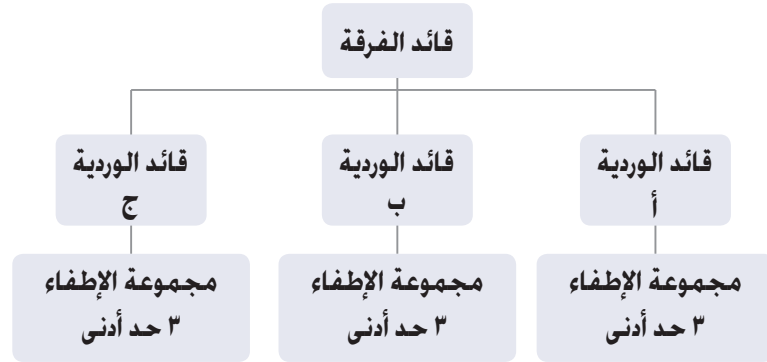 قائد الفرقة
قائد الوردية
أ
قائد الوردية
ب
قائد الوردية
ج
مجموعة الإطفاء
٣ حد أدنى
مجموعة الإطفاء
٣ حد أدنى
مجموعة الإطفاء
٣ حد أدنى